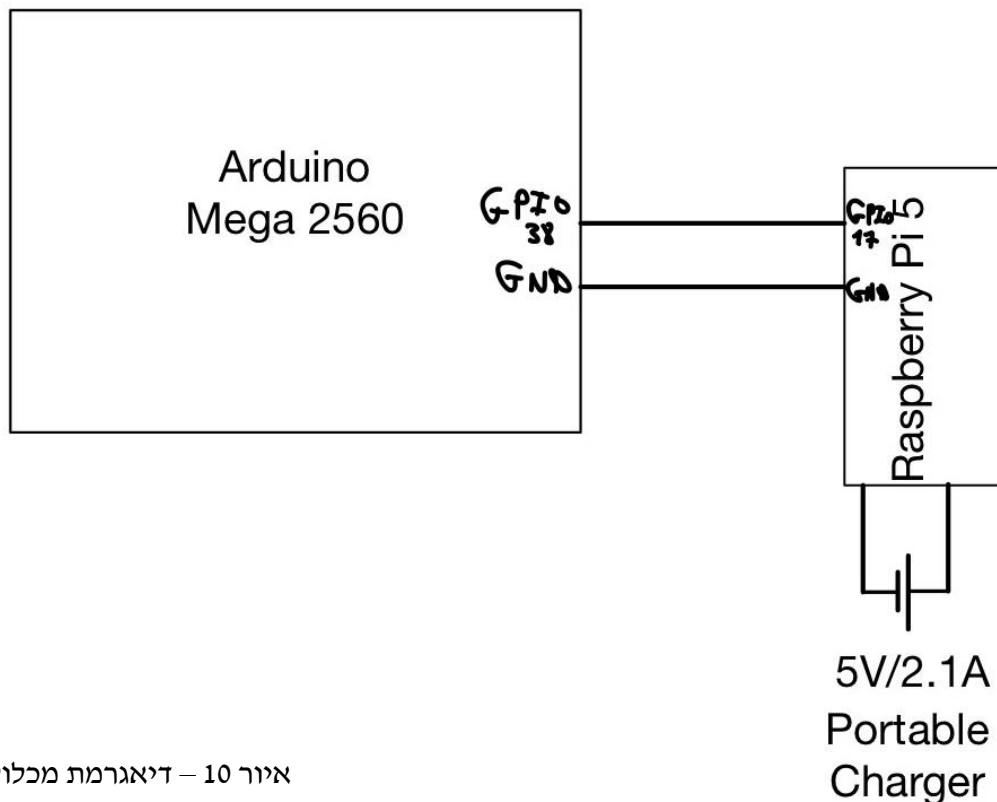 Arduino
Mega 2560
GPIO
38
GND
GPIO
17
GND
Raspberry Pi 5
5V/2.1A
Portable
Charger
איור 10 – דיאגרמת